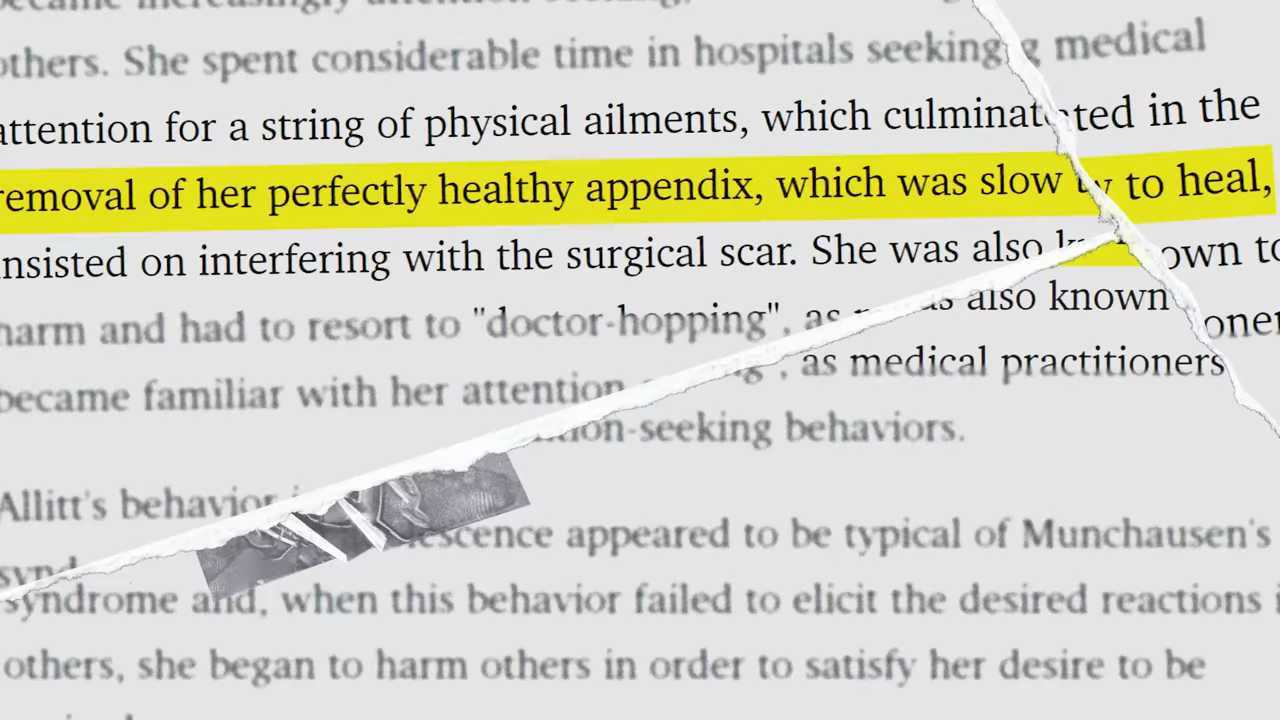 others. She spent considerable time in hospitals seeking medical
attention for a string of physical ailments, which culminated in the
removal of her perfectly healthy appendix, which was slow to heal,
insisted on interfering with the surgical scar. She was also known to
harm and had to resort to "doctor-hopping", as
as also known
became familiar with her attention
, as medical practitioners
tion-seeking behaviors.
Allitt's behavior
escence appeared to be typical of Munchausen's
syndrome and, when this behavior failed to elicit the desired reactions
others, she began to harm others in order to satisfy her desire to be